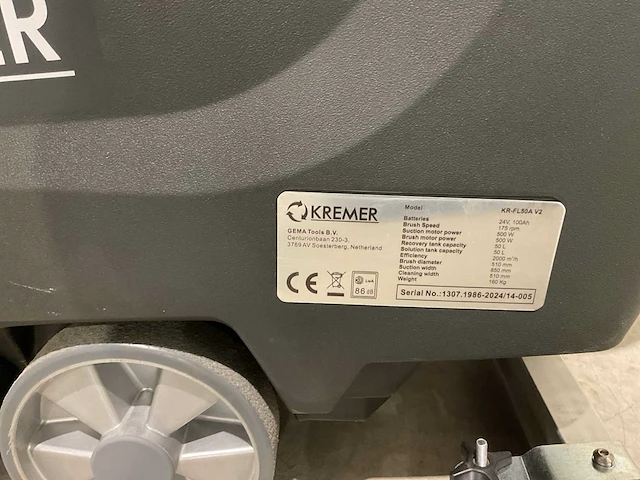 ER
KREMER
GEMA Tools B.V.
Centurionbaan 230-3,
3769 AV Soesterberg, Netherland
CE
86 dB
LWA
Model KR-FL50A V2
Batteries 24V, 100Ah
Brush Speed 175 rpm
Suction motor power 500 W
Brush motor power 500 W
Recovery tank capacity 50 L
Solution tank capacity 50 L
Efficiency 2000 m²/h
Brush diameter 510 mm
Suction width 850 mm
Cleaning width 510 mm
Weight 180 Kg
Serial No.:1307.1986-2024/14-005